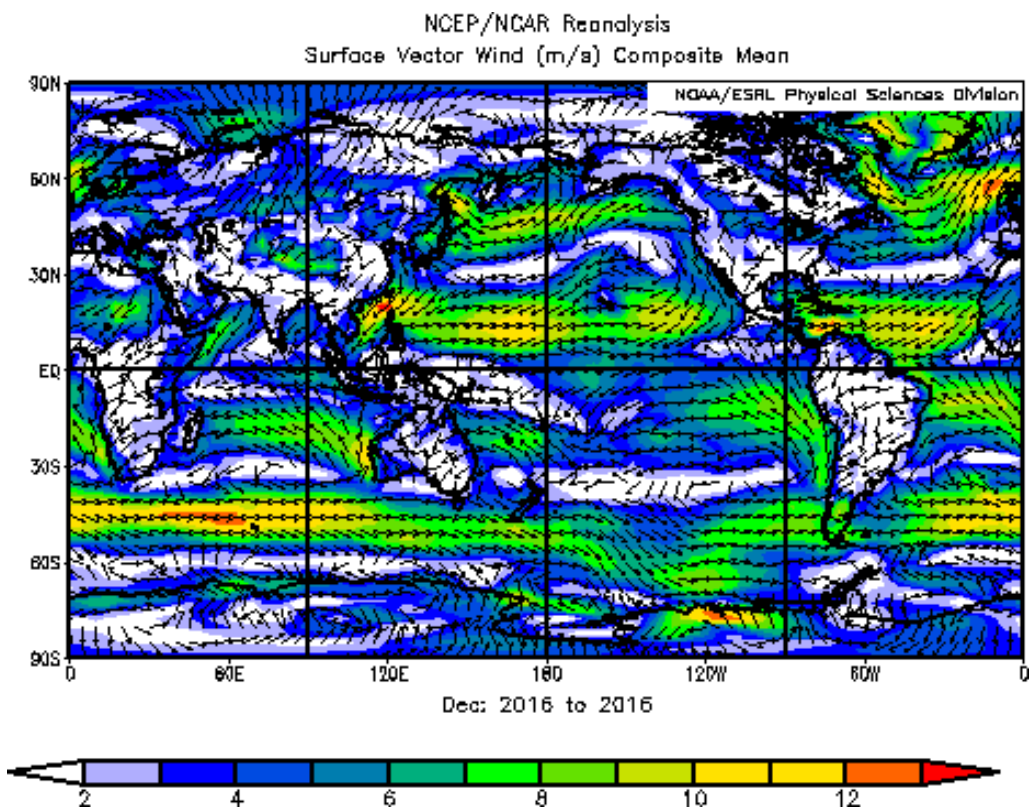 NCEP/NCAR Reanalysis
Surface Vector Wind (m/s) Composite Mean
NOAA/ESRL Physical Sciences Division
90N
60N
30N
EQ
30S
60S
90S
0 60E 120E 180 120W 60W 0
Dec: 2016 to 2016
2 4 6 8 10 12